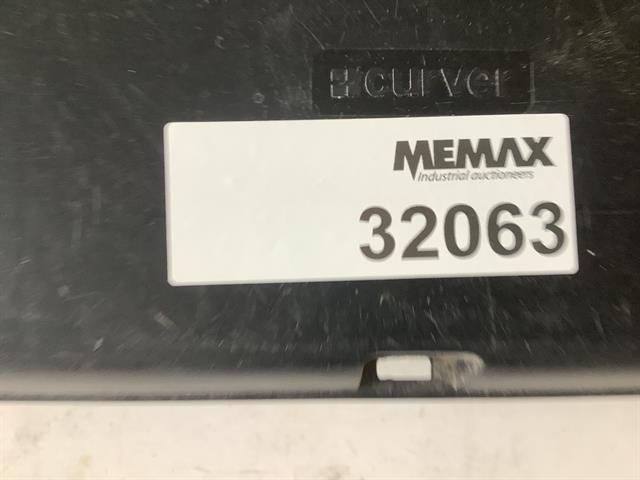 curver
MEMAX
Industrial auctioneers
32063